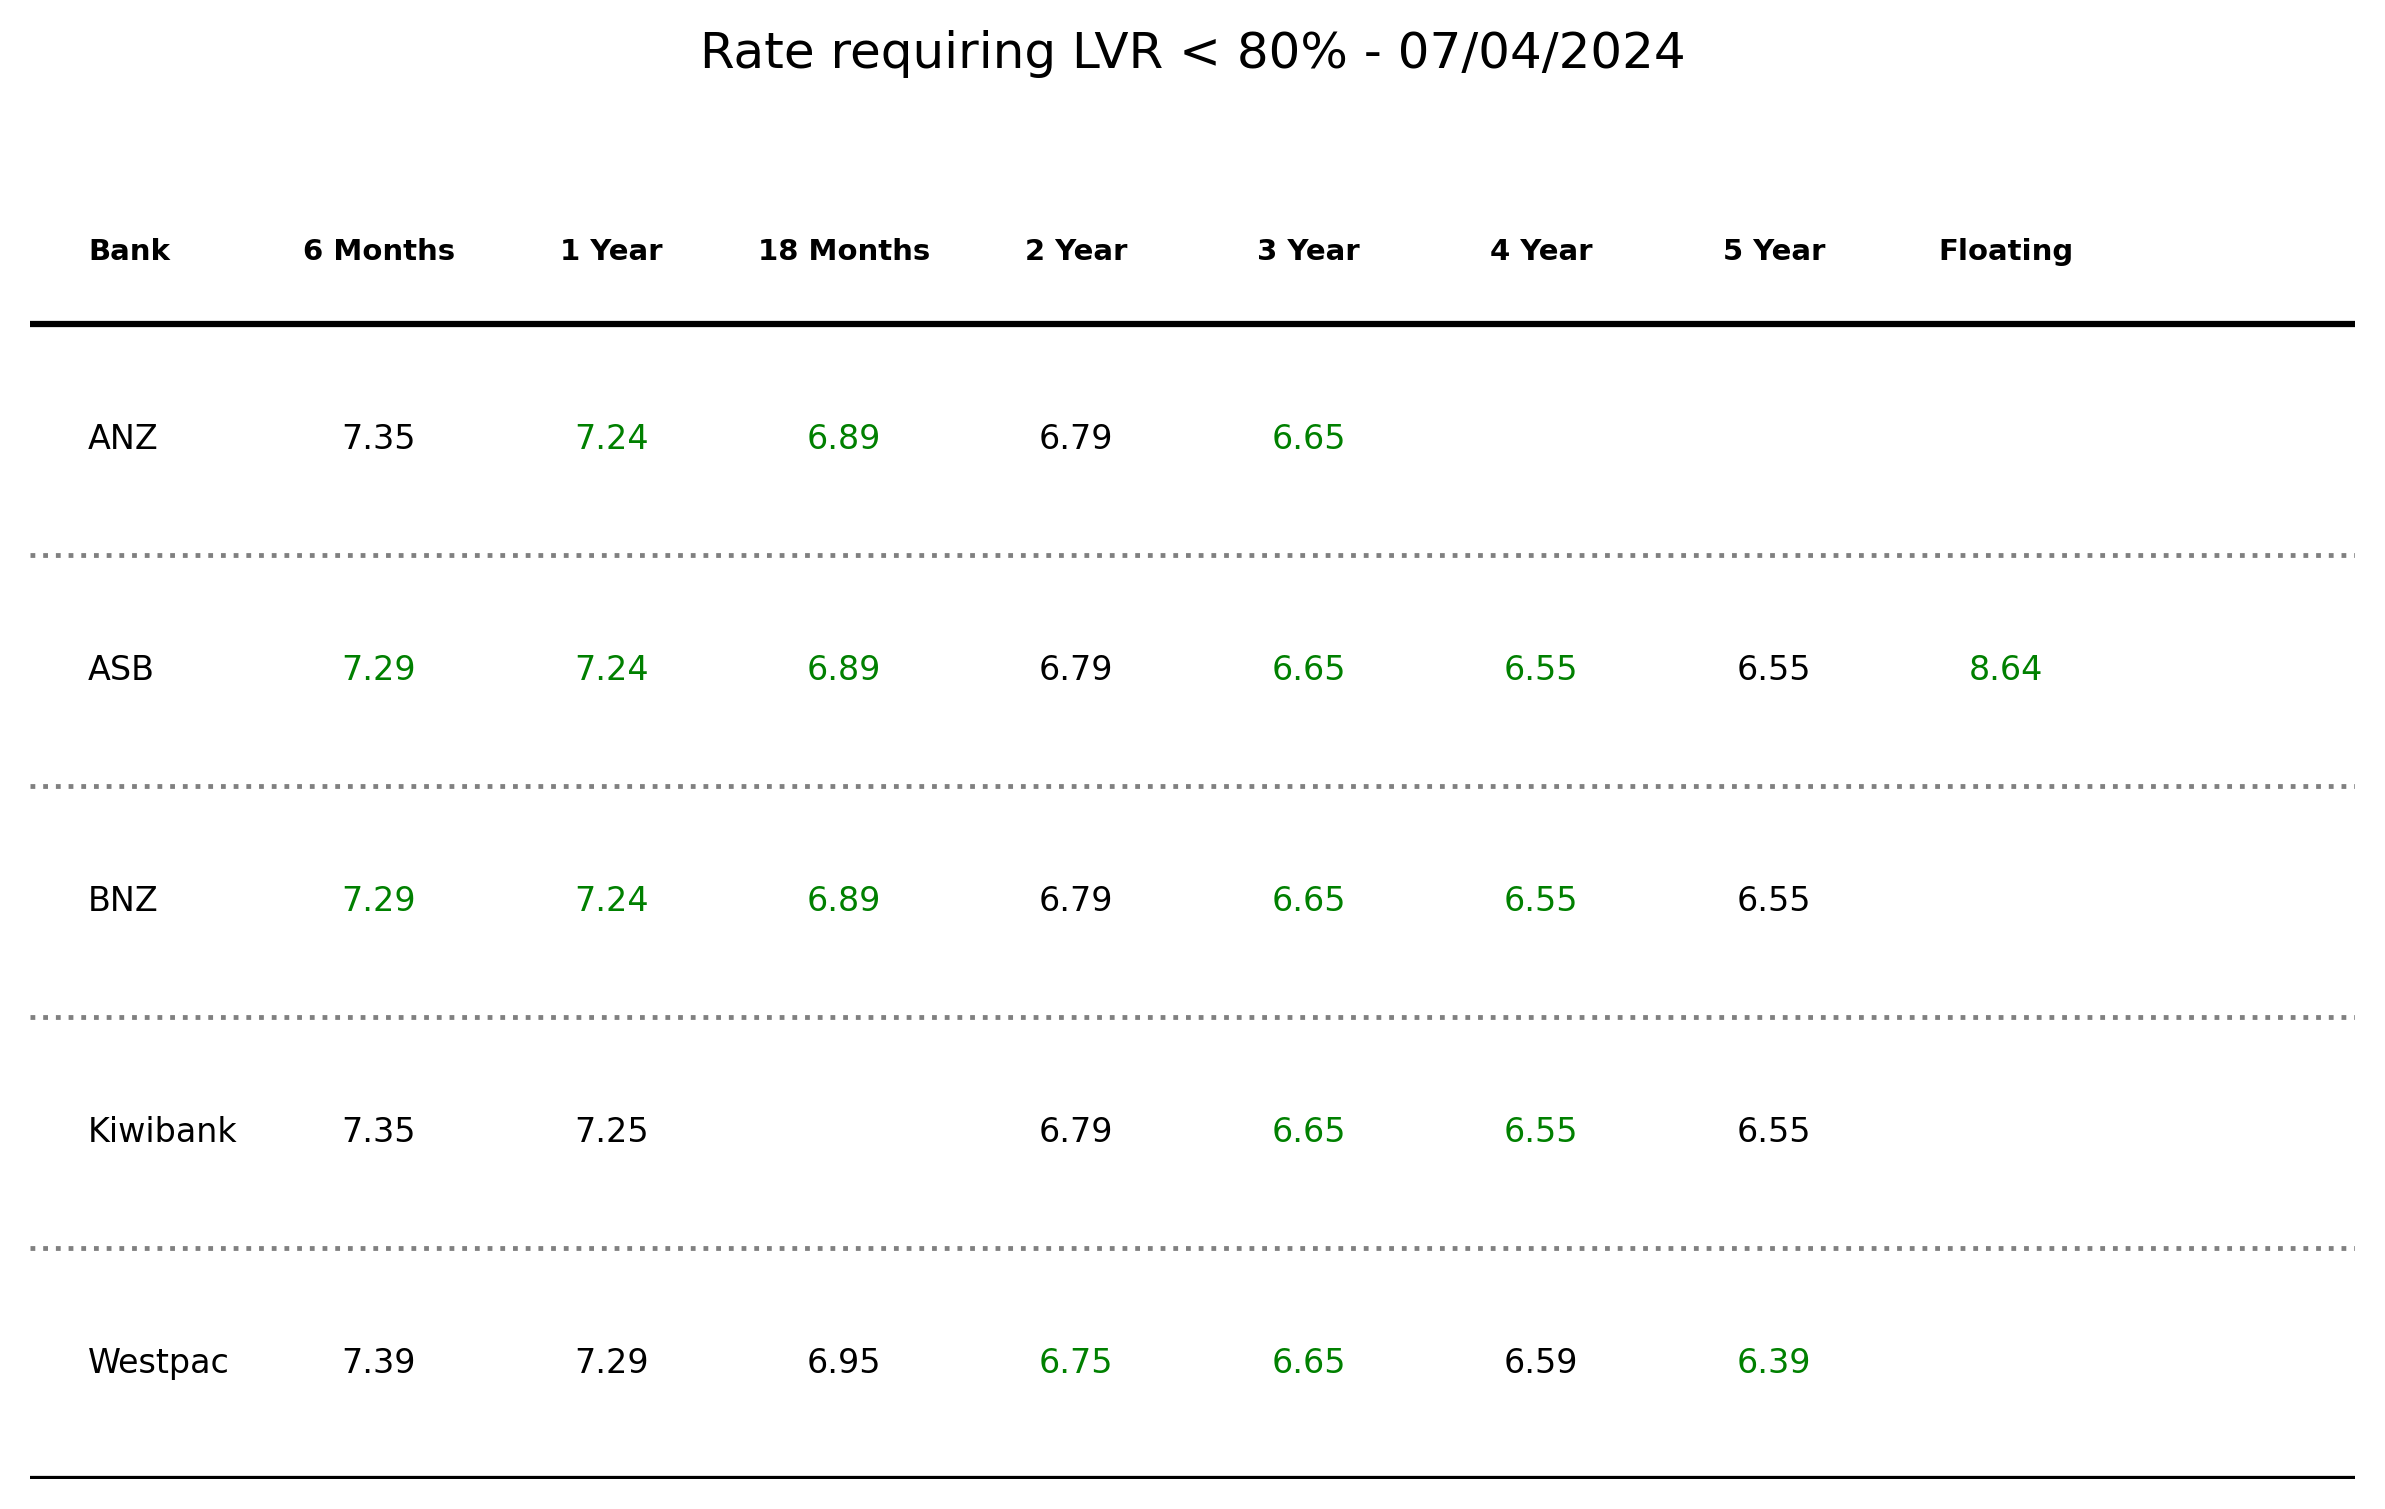 Rate requiring LVR < 80% - 07/04/2024
Bank 6 Months 1 Year 18 Months 2 Year 3 Year 4 Year 5 Year Floating
ANZ 7.35 7.24 6.89 6.79 6.65
ASB 7.29 7.24 6.89 6.79 6.65 6.55 6.55 8.64
BNZ 7.29 7.24 6.89 6.79 6.65 6.55 6.55
Kiwibank 7.35 7.25 6.79 6.65 6.55 6.55
Westpac 7.39 7.29 6.95 6.75 6.65 6.59 6.39